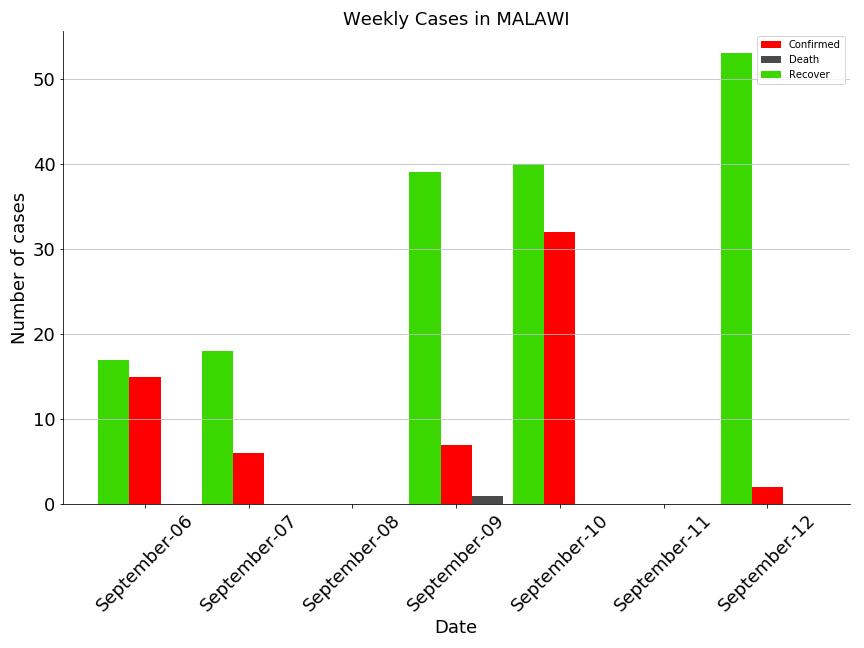 Weekly Cases in MALAWI
Confirmed
Death
Recover
Number of cases
50
40
30
20
10
0
September-06
September-07
September-08
September-09
September-10
September-11
September-12
Date